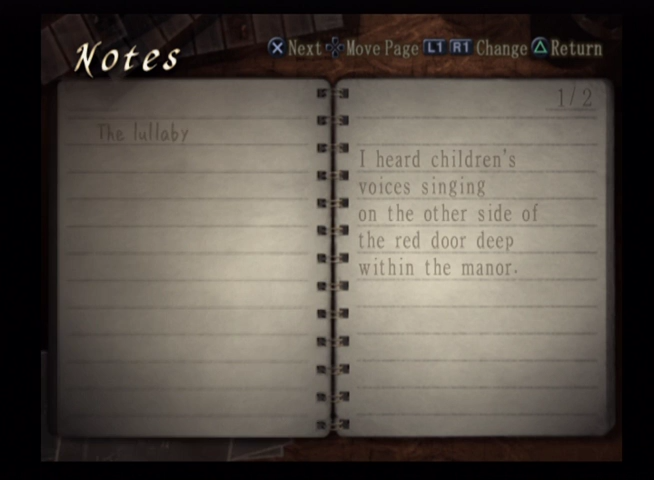 Notes
Next Move Page L1 R1 Change Return
1/2
The lullaby
I heard children's
voices singing
on the other side of
the red door deep
within the manor.